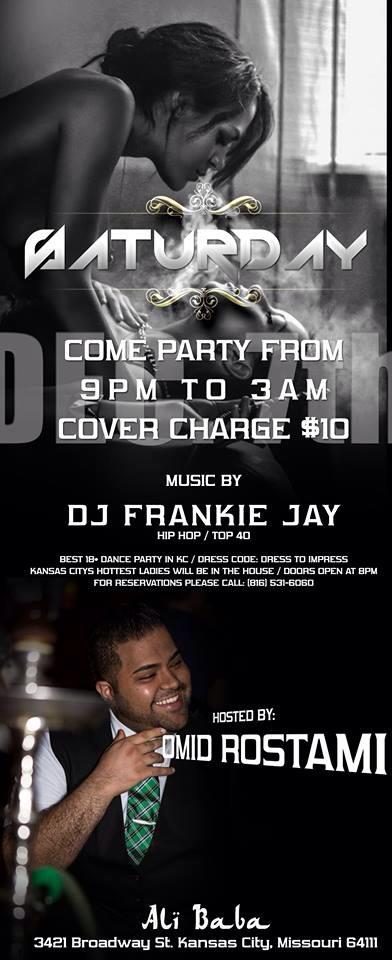 SATURDAY
DEC 7th
COME PARTY FROM
9PM TO 3AM
COVER CHARGE $10
MUSIC BY
DJ FRANKIE JAY
HIP HOP / TOP 40
BEST 18+ DANCE PARTY IN KC / DRESS CODE: DRESS TO IMPRESS
KANSAS CITYS HOTTEST LADIES WILL BE IN THE HOUSE / DOORS OPEN AT 8PM
FOR RESERVATIONS PLEASE CALL: (816) 531-6060
HOSTED BY:
OMID ROSTAMI
Ali Baba
3421 Broadway St. Kansas City, Missouri 64111